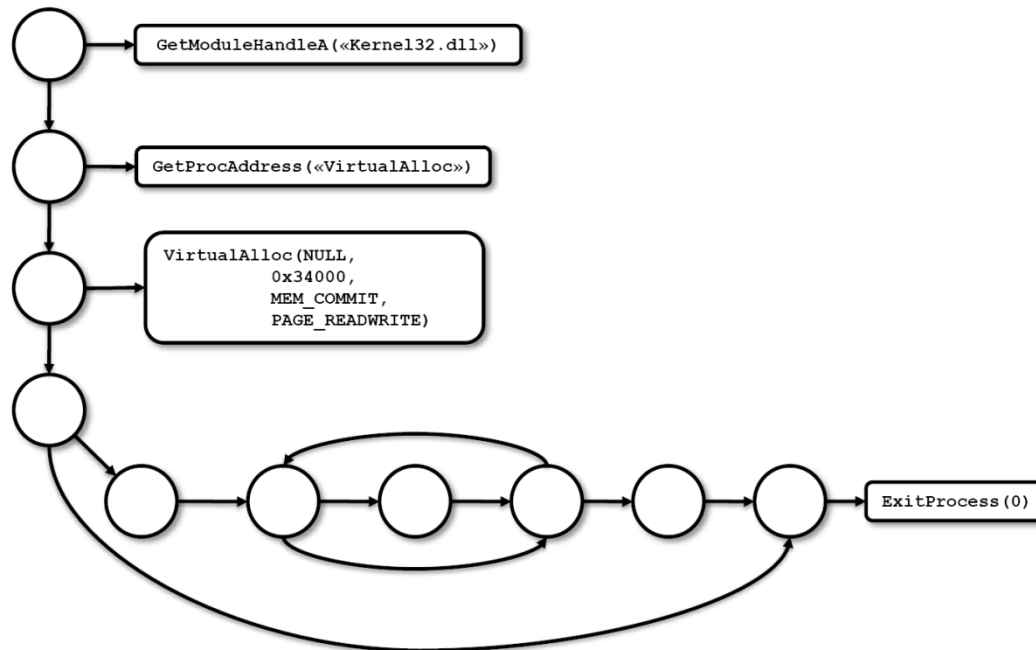 GetModuleHandleA(«Kernel32.dll»)
GetProcAddress(«VirtualAlloc»)
VirtualAlloc(NULL,
0x34000,
MEM_COMMIT,
PAGE_READWRITE)
ExitProcess(0)